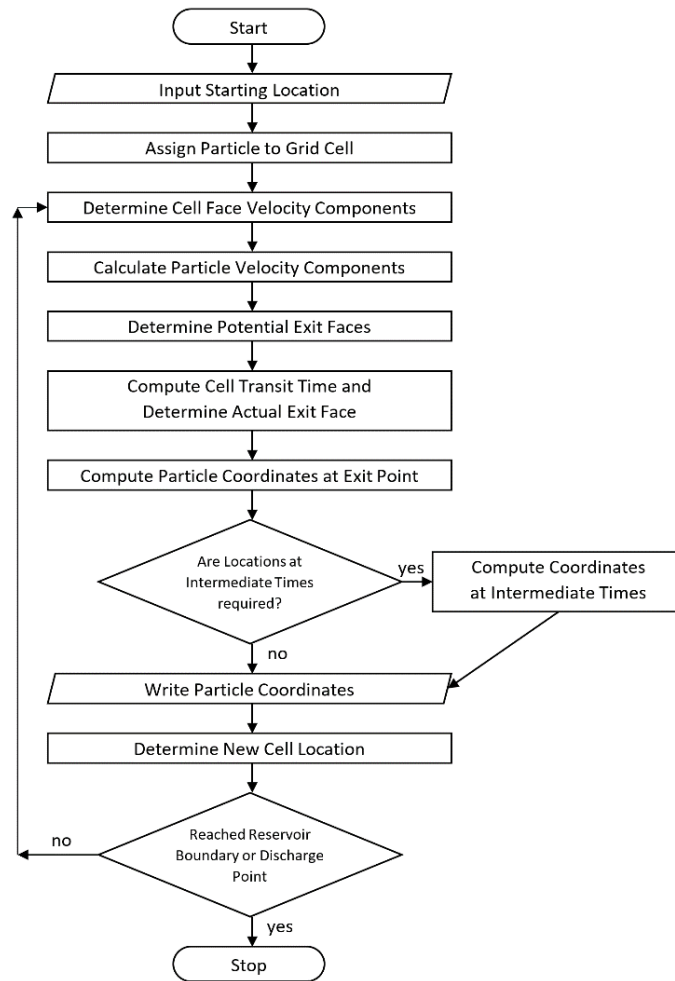 Start
Input Starting Location
Assign Particle to Grid Cell
Determine Cell Face Velocity Components
Calculate Particle Velocity Components
Determine Potential Exit Faces
Compute Cell Transit Time and
Determine Actual Exit Face
Compute Particle Coordinates at Exit Point
Are Locations at
Intermediate Times
required?
yes
Compute Coordinates
at Intermediate Times
no
Write Particle Coordinates
Determine New Cell Location
Reached Reservoir
Boundary or Discharge
Point
no
yes
Stop